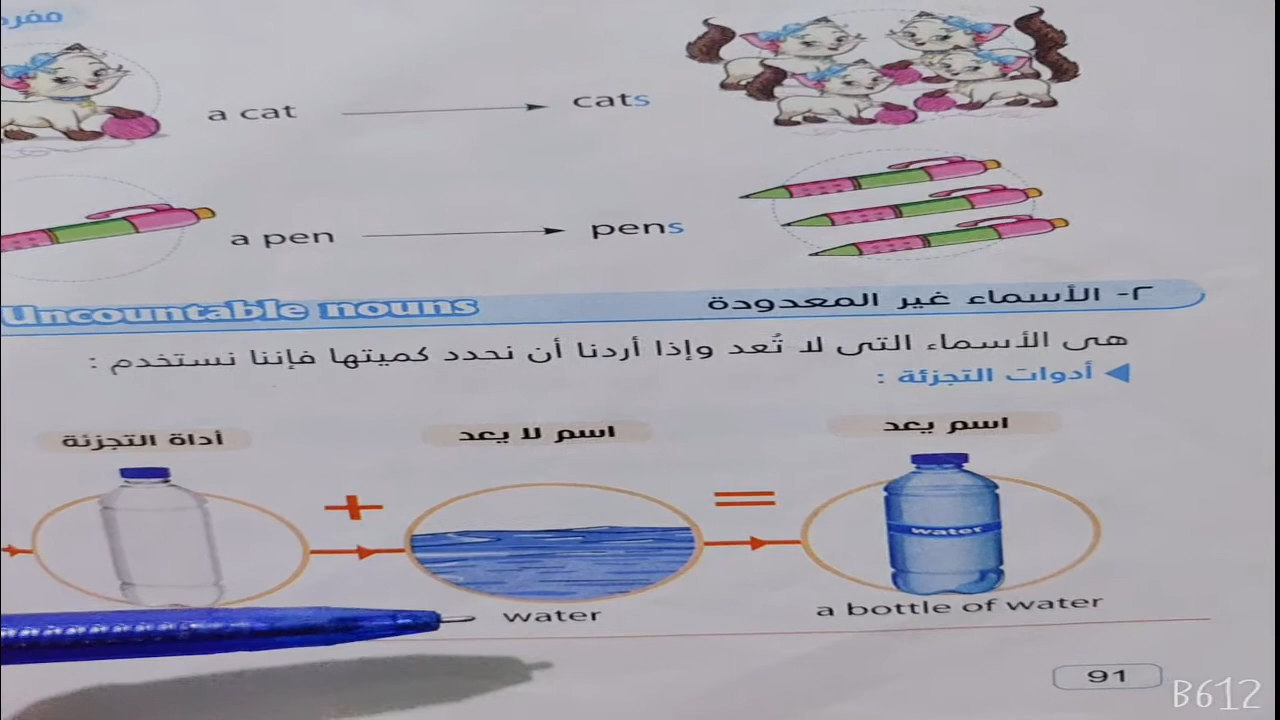 مفرد
a cat cats
a pen pens
Uncountable nouns ٢- الأسماء غير المعدودة
هى الأسماء التى لا تُعد وإذا أردنا أن نحدد كميتها فإننا نستخدم :
أدوات التجزئة :
أداة التجزئة اسم لا يعد اسم يعد
+ =
water
water a bottle of water
91
B612